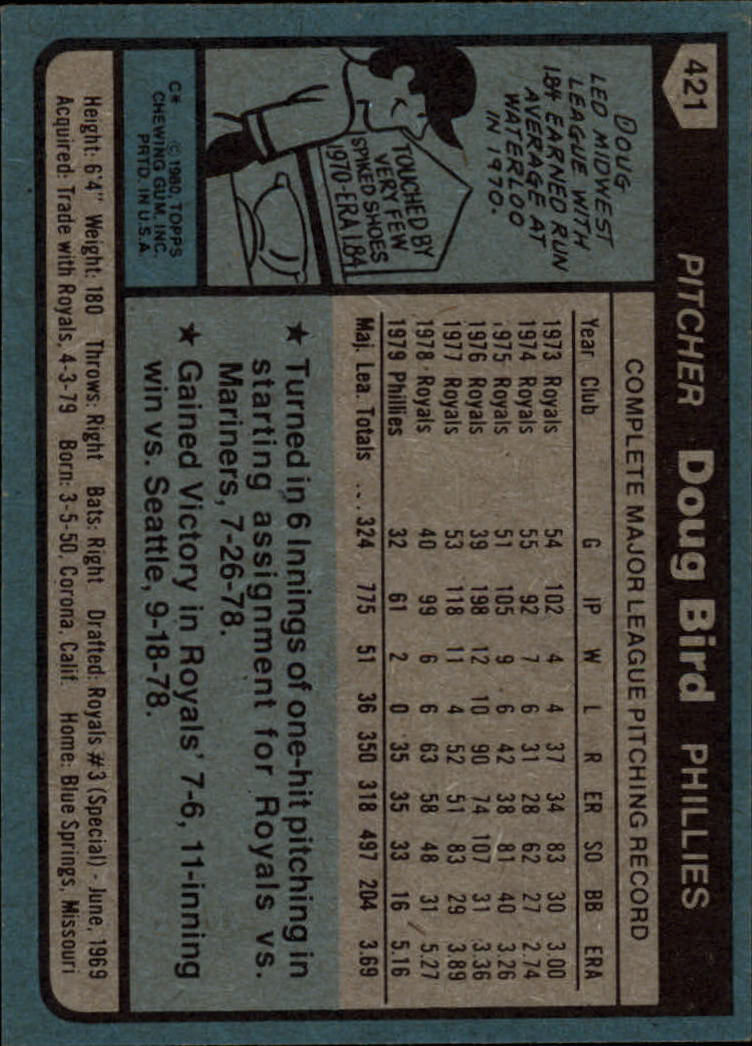 421 PITCHER Doug Bird PHILLIES
DOUG
LED MIDWEST
LEAGUE WITH
1.84 EARNED RUN
AVERAGE AT
WATERLOO
IN 1970.
TOUCHED BY
VERY FEW
SPIKED SHOES
1970-ERA 1.84
C* © 1980 TOPPS
CHEWING GUM, INC.
PRTD. IN U.S.A.
COMPLETE MAJOR LEAGUE PITCHING RECORD
Year Club G IP W L R ER SO BB ERA
1973 Royals 54 102 4 4 37 34 83 30 3.00
1974 Royals 55 92 7 6 31 28 62 27 2.74
1975 Royals 51 105 9 6 42 38 81 40 3.26
1976 Royals 39 198 12 10 90 74 107 31 3.36
1977 Royals 53 118 11 4 52 51 83 29 3.89
1978 Royals 40 99 6 6 63 58 48 31 5.27
1979 Phillies 32 61 2 0 35 35 33 16 5.16
Maj. Lea. Totals ... 324 775 51 36 350 318 497 204 3.69
★ Turned in 6 Innings of one-hit pitching in
starting assignment for Royals vs.
Mariners, 7-26-78.
★ Gained Victory in Royals' 7-6, 11-inning
win vs. Seattle, 9-18-78.
Height: 6'4" Weight: 180 Throws: Right Bats: Right Drafted: Royals #3 (Special) - June, 1969
Acquired: Trade with Royals, 4-3-79 Born: 3-5-50, Corona, Calif. Home: Blue Springs, Missouri